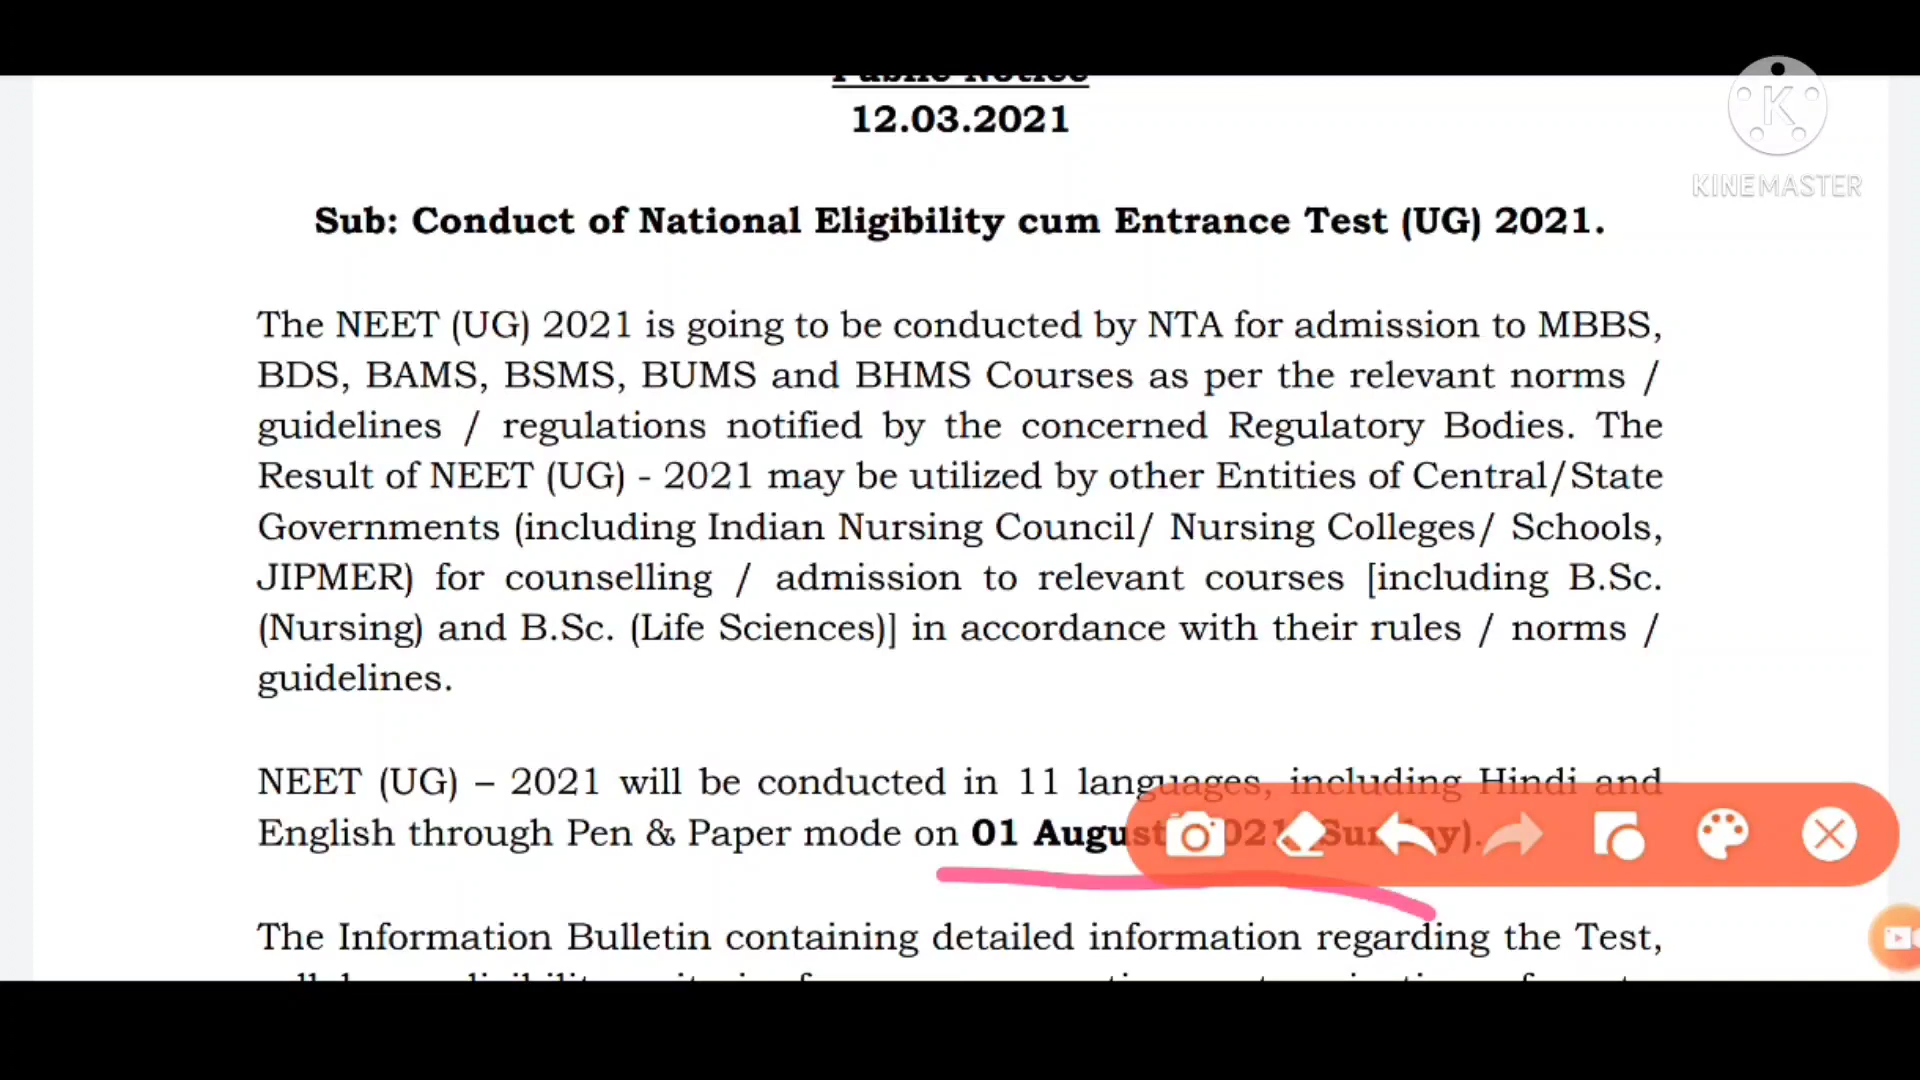 Public Notice
12.03.2021
KINEMASTER
Sub: Conduct of National Eligibility cum Entrance Test (UG) 2021.
The NEET (UG) 2021 is going to be conducted by NTA for admission to MBBS,
BDS, BAMS, BSMS, BUMS and BHMS Courses as per the relevant norms /
guidelines / regulations notified by the concerned Regulatory Bodies. The
Result of NEET (UG) - 2021 may be utilized by other Entities of Central/State
Governments (including Indian Nursing Council/ Nursing Colleges/ Schools,
JIPMER) for counselling / admission to relevant courses [including B.Sc.
(Nursing) and B.Sc. (Life Sciences)] in accordance with their rules / norms /
guidelines.
NEET (UG) – 2021 will be conducted in 11 languages, including Hindi and
English through Pen & Paper mode on 01 August 2021 (Sunday).
The Information Bulletin containing detailed information regarding the Test,